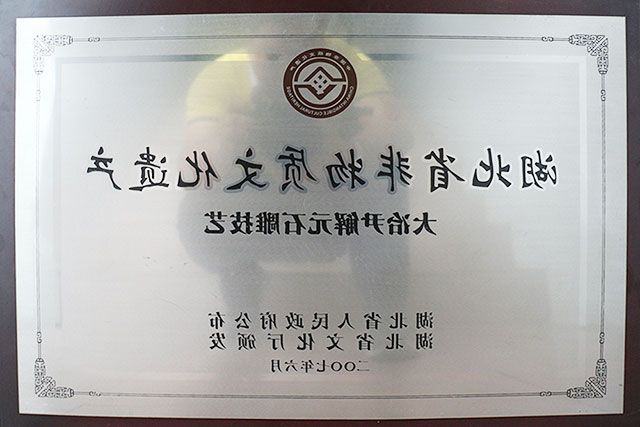 湖北省非物质文化遗产
大冶尹解元石雕技艺
湖北省人民政府公布
湖北省文化厅颁发
二〇〇七年六月